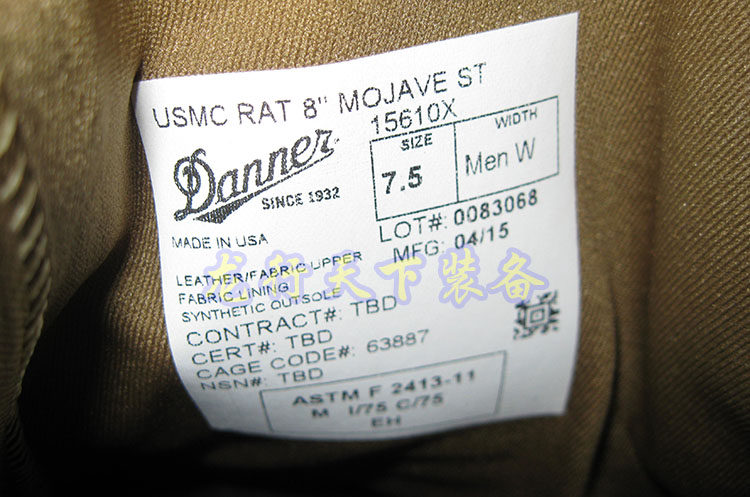 USMC RAT 8" MOJAVE ST
15610X
Danner
SINCE 1932
SIZE
7.5
WIDTH
Men W
LOT#: 0083068
MFG: 04/15
MADE IN USA
LEATHER/FABRIC UPPER
FABRIC LINING
SYNTHETIC OUTSOLE
龙轩天下装备
CONTRACT#: TBD
CERT#: TBD
CAGE CODE#: 63887
NSN#: TBD
ASTM F 2413-11
M I/75 C/75
EH